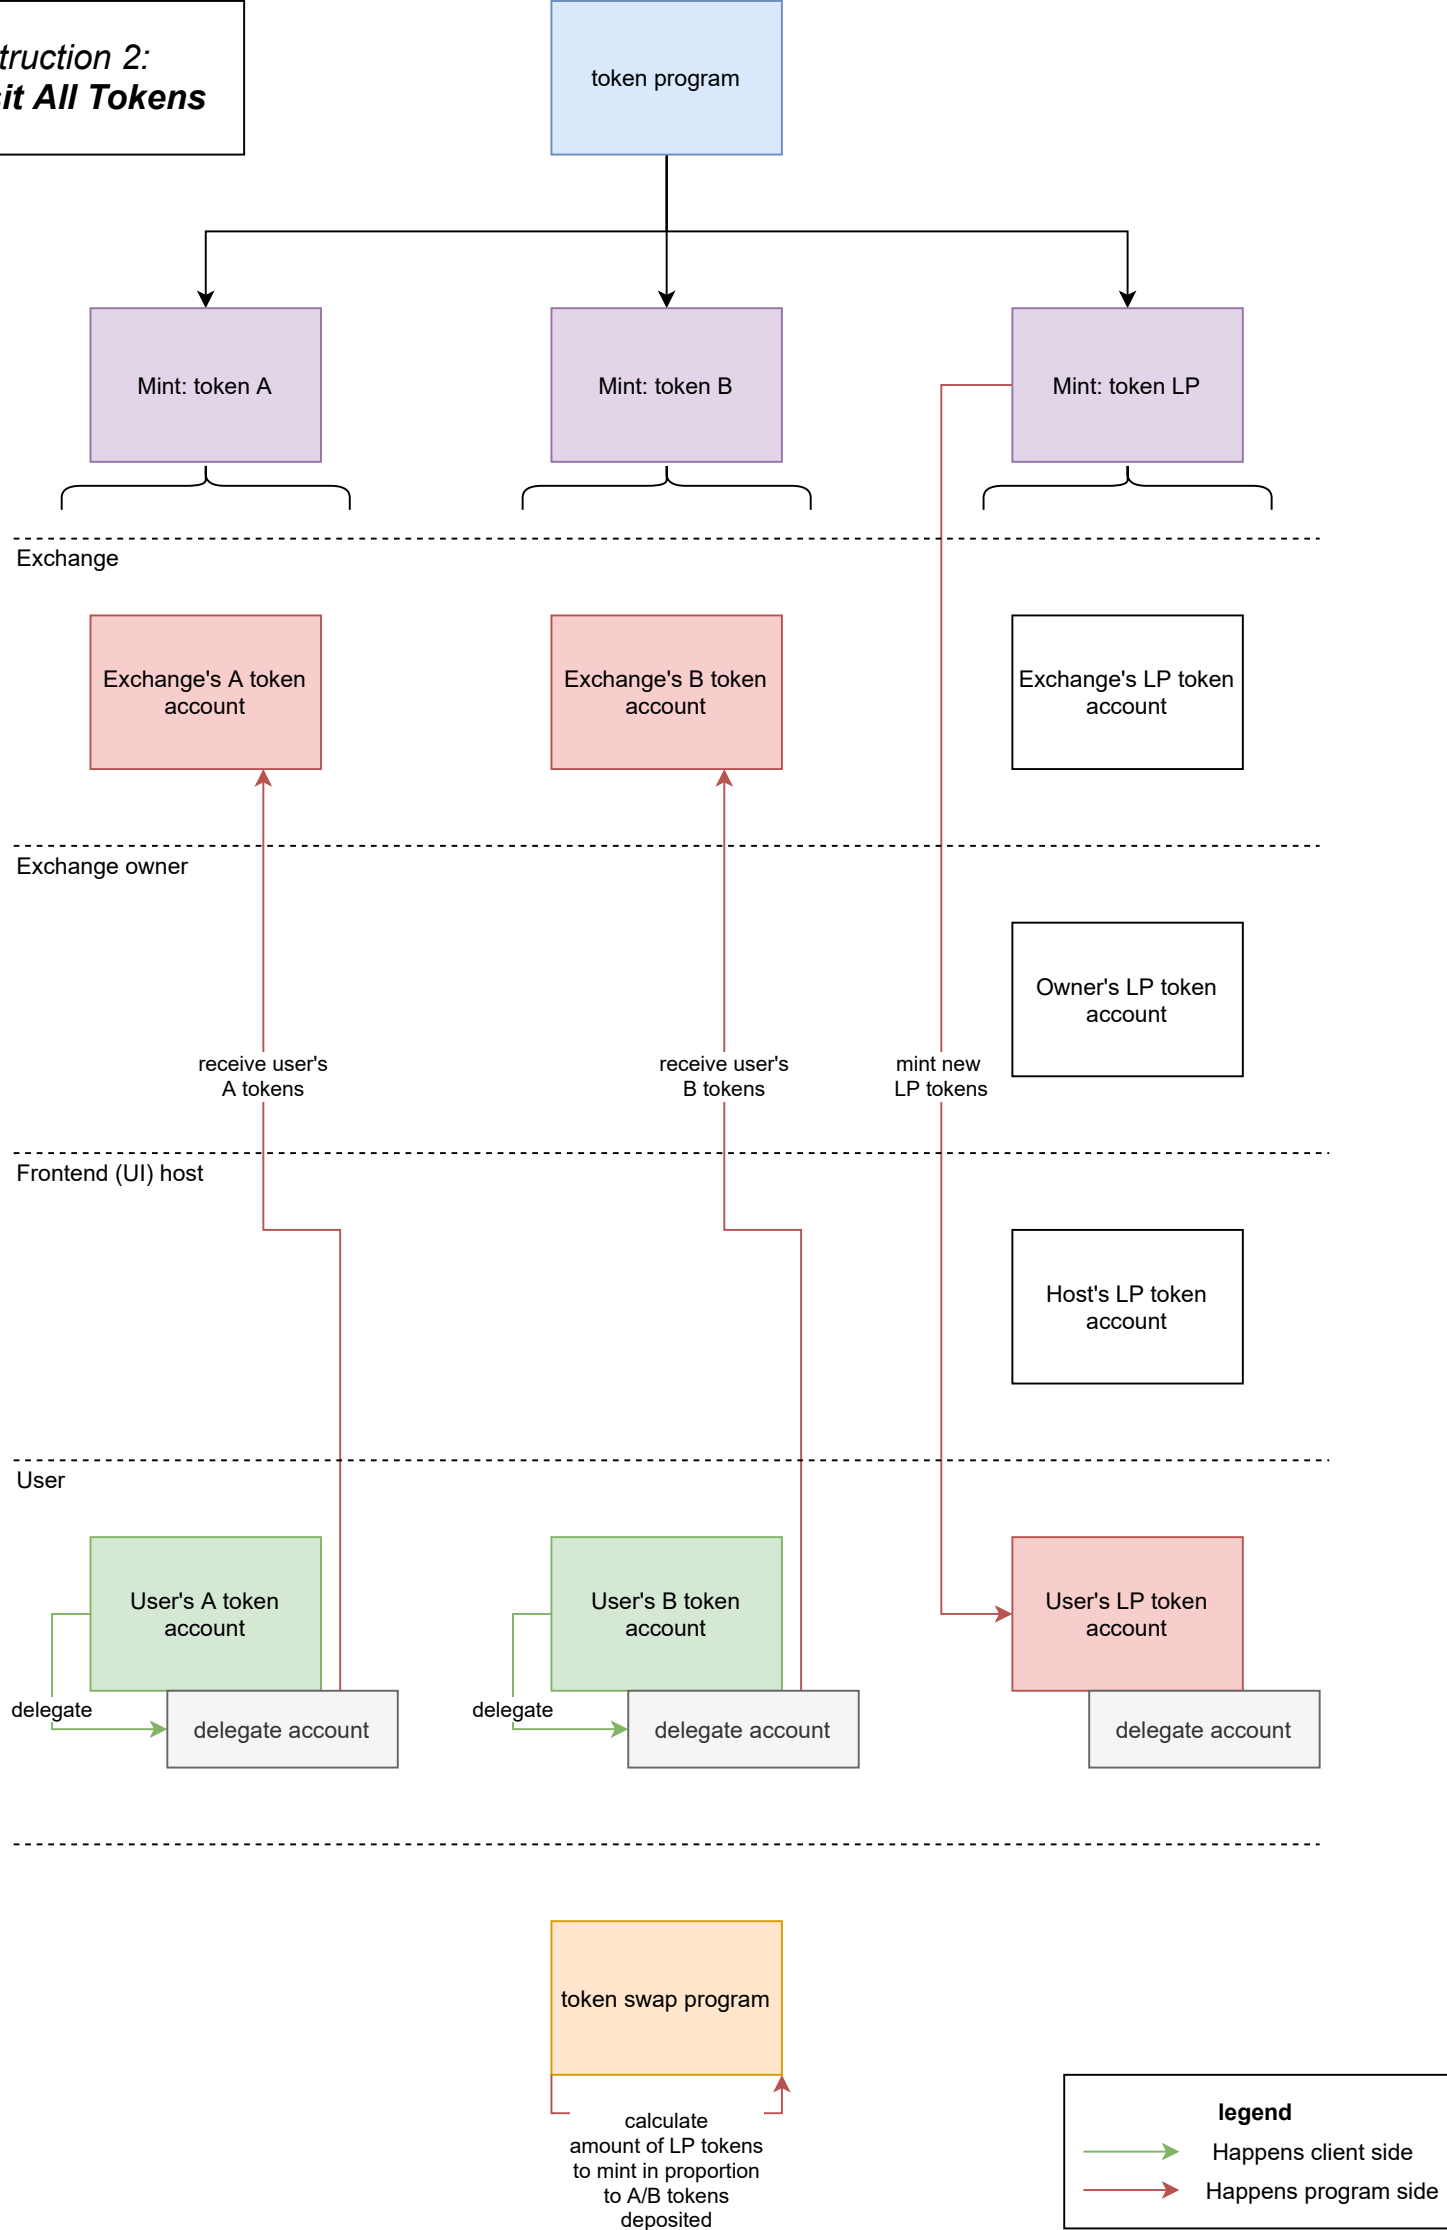 truction 2:
sit All Tokens
token program
Mint: token A
Mint: token B
Mint: token LP
Exchange
Exchange's A token
account
Exchange's B token
account
Exchange's LP token
account
Exchange owner
Owner's LP token
account
receive user's
A tokens
receive user's
B tokens
mint new
LP tokens
Frontend (UI) host
Host's LP token
account
User
User's A token
account
User's B token
account
User's LP token
account
delegate
delegate account
delegate
delegate account
delegate account
token swap program
calculate
amount of LP tokens
to mint in proportion
to A/B tokens
deposited
legend
Happens client side
Happens program side